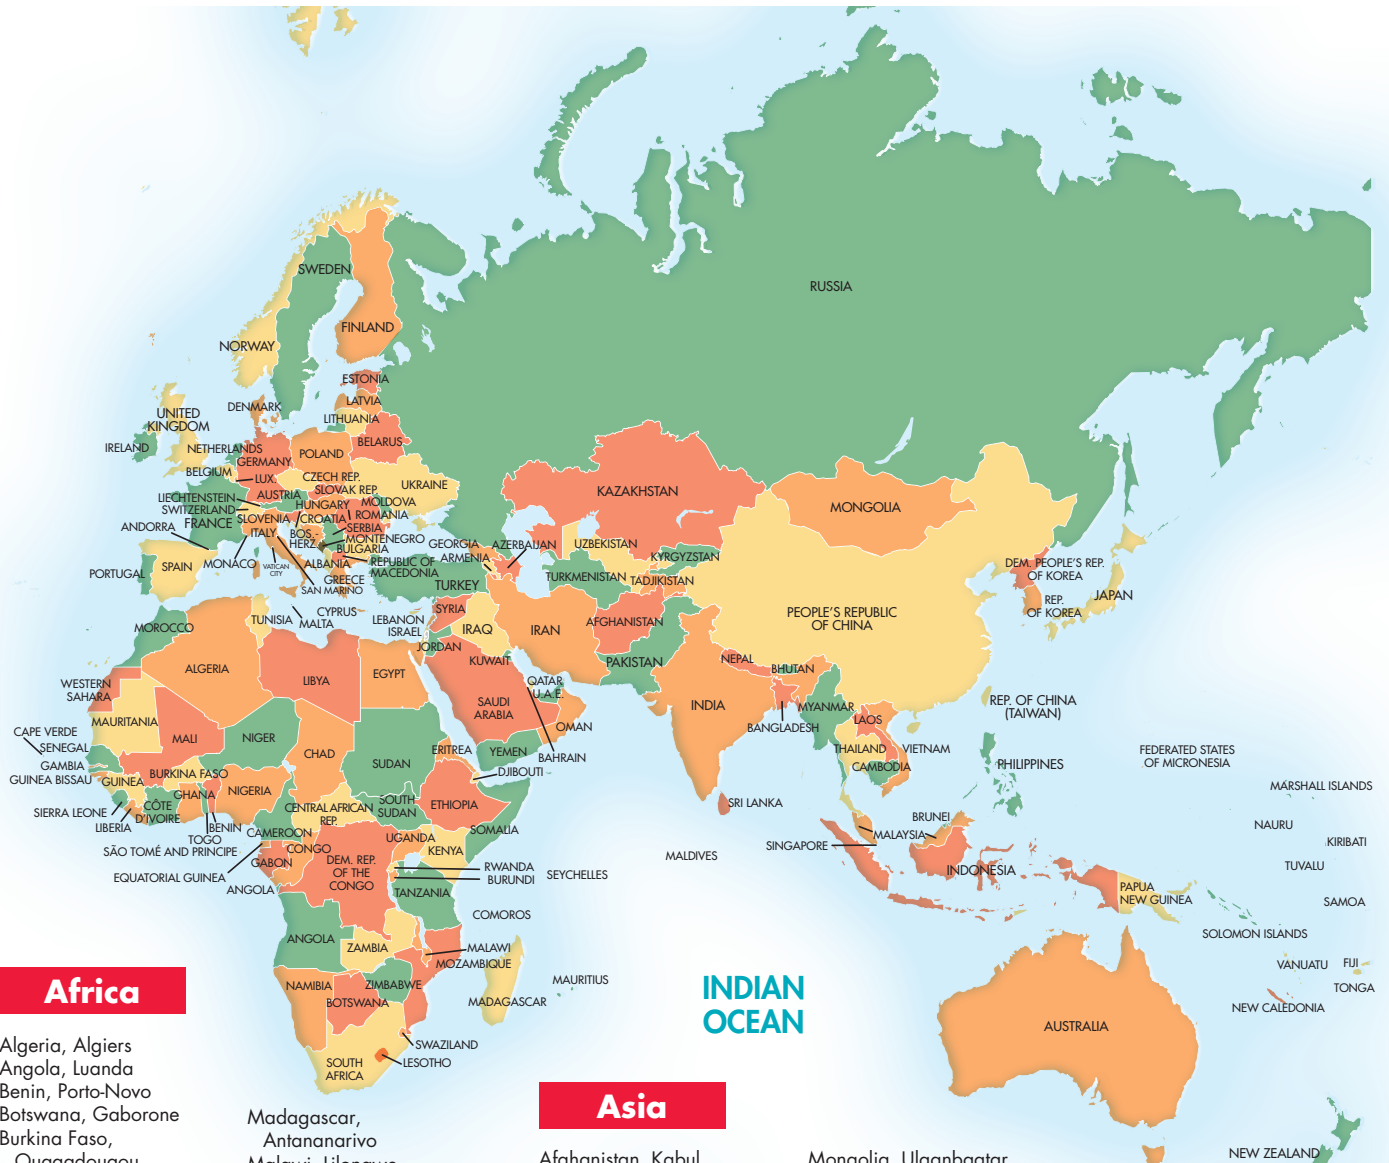 SWEDEN
RUSSIA
FINLAND
NORWAY
ESTONIA
LATVIA
DENMARK
LITHUANIA
UNITED
KINGDOM
IRELAND
NETHERLANDS
BELARUS
POLAND
GERMANY
BELGIUM
LUX
CZECH REP.
SLOVAK REP.
UKRAINE
LIECHTENSTEIN
SWITZERLAND
AUSTRIA
HUNGARY
MOLDOVA
FRANCE
SLOVENIA
CROATIA
ROMANIA
ANDORRA
ITALY
BOS.-
HERZ.
SERBIA
MONTENEGRO
BULGARIA
PORTUGAL
SPAIN
MONACO
VATICAN
CITY
ALBANIA
REPUBLIC OF
MACEDONIA
GREECE
SAN MARINO
GEORGIA
ARMENIA
AZERBAIJAN
TURKEY
KAZAKHSTAN
MONGOLIA
UZBEKISTAN
KYRGYZSTAN
TURKMENISTAN
TADJIKISTAN
DEM. PEOPLE'S REP.
OF KOREA
REP.
OF KOREA
JAPAN
PEOPLE'S REPUBLIC
OF CHINA
MOROCCO
TUNISIA
MALTA
CYPRUS
LEBANON
ISRAEL
SYRIA
IRAQ
IRAN
AFGHANISTAN
JORDAN
KUWAIT
PAKISTAN
NEPAL
BHUTAN
ALGERIA
LIBYA
EGYPT
WESTERN
SAHARA
SAUDI
ARABIA
QATAR
U.A.E.
OMAN
INDIA
BANGLADESH
MYANMAR
LAOS
REP. OF CHINA
(TAIWAN)
MAURITANIA
MALI
NIGER
CHAD
SUDAN
ERITREA
YEMEN
BAHRAIN
DJIBOUTI
THAILAND
VIETNAM
CAMBODIA
PHILIPPINES
FEDERATED STATES
OF MICRONESIA
MARSHALL ISLANDS
CAPE VERDE
SENEGAL
GAMBIA
GUINEA BISSAU
GUINEA
BURKINA FASO
GHANA
NIGERIA
CÔTE
D'IVOIRE
SIERRA LEONE
LIBERIA
TOGO
BENIN
CENTRAL AFRICAN
REP.
SOUTH
SUDAN
ETHIOPIA
SOMALIA
SRI LANKA
MALDIVES
BRUNEI
MALAYSIA
SINGAPORE
INDONESIA
NAURU
KIRIBATI
TUVALU
CAMEROON
SÃO TOMÉ AND PRINCIPE
EQUATORIAL GUINEA
GABON
CONGO
ANGOLA
DEM. REP.
OF THE
CONGO
UGANDA
KENYA
RWANDA
BURUNDI
SEYCHELLES
TANZANIA
COMOROS
PAPUA
NEW GUINEA
SAMOA
SOLOMON ISLANDS
ANGOLA
ZAMBIA
MALAWI
MOZAMBIQUE
MAURITIUS
VANUATU
FIJI
TONGA
NEW CALEDONIA
NAMIBIA
ZIMBABWE
BOTSWANA
MADAGASCAR
INDIAN
OCEAN
AUSTRALIA
SOUTH
AFRICA
SWAZILAND
LESOTHO
NEW ZEALAND
Africa
Algeria, Algiers
Angola, Luanda
Benin, Porto-Novo
Botswana, Gaborone
Burkina Faso,
Ouagadougou
Madagascar,
Antananarivo
Malawi, Lilongwe
Asia
Afghanistan, Kabul
Mongolia, Ulaanbaatar